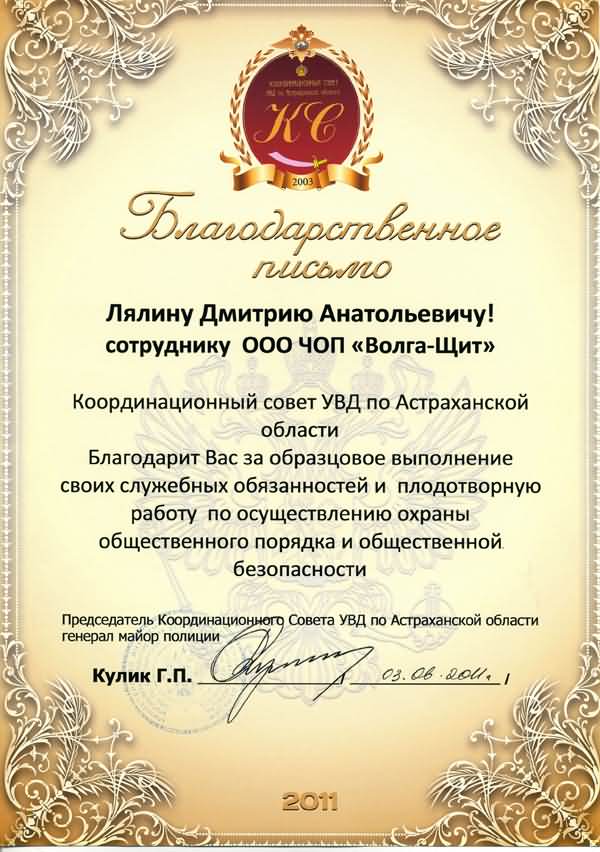 КООРДИНАЦИОННЫЙ СОВЕТ
УВД по Астраханской области
КС
2003
Благодарственное
письмо
Лялину Дмитрию Анатольевичу!
сотруднику ООО ЧОП «Волга-Щит»
Координационный совет УВД по Астраханской
области
Благодарит Вас за образцовое выполнение
своих служебных обязанностей и плодотворную
работу по осуществлению охраны
общественного порядка и общественной
безопасности
Председатель Координационного Совета УВД по Астраханской области
генерал майор полиции
Кулик Г.П. 03.06.2011г /
2011